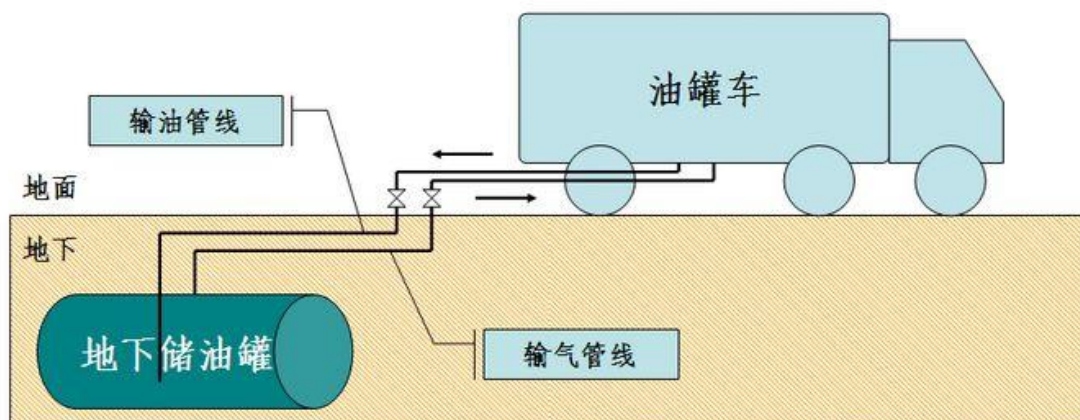 油罐车
输油管线
地面
地下
地下储油罐
输气管线